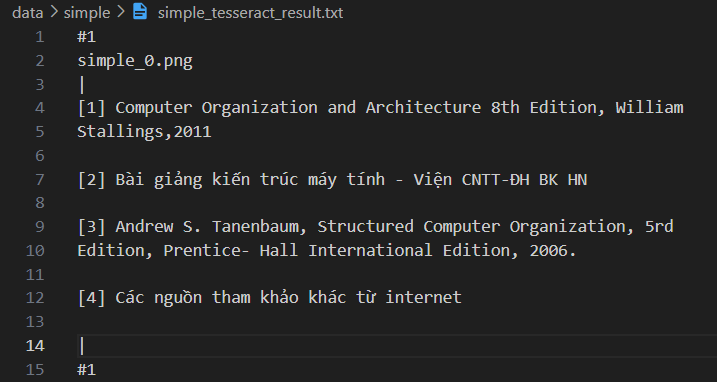 data > simple > simple_tesseract_result.txt
1 #1
2 simple_0.png
3 |
4 [1] Computer Organization and Architecture 8th Edition, William
5 Stallings,2011
6
7 [2] Bài giảng kiến trúc máy tính - Viện CNTT-ĐH BK HN
8
9 [3] Andrew S. Tanenbaum, Structured Computer Organization, 5rd
10 Edition, Prentice- Hall International Edition, 2006.
11
12 [4] Các nguồn tham khảo khác từ internet
13
14 |
15 #1